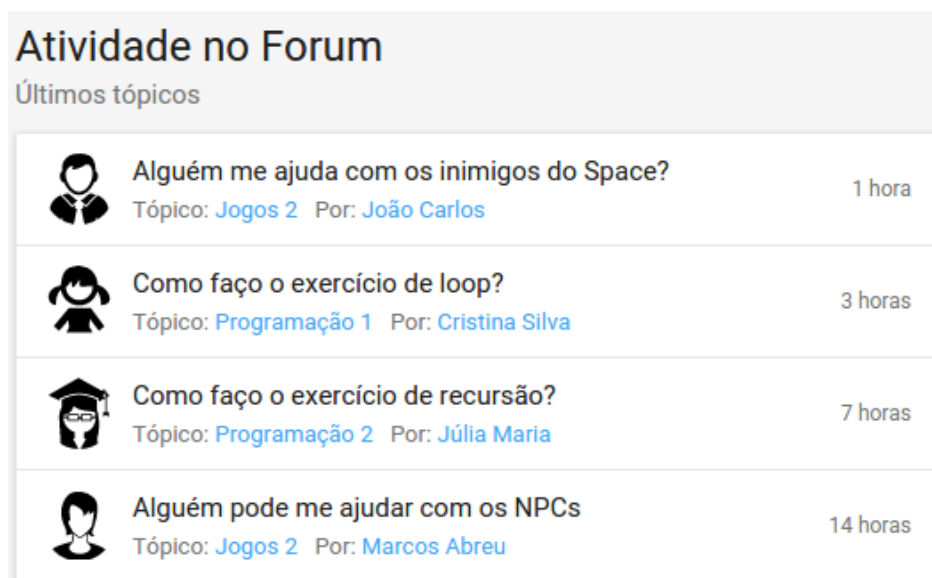 Atividade no Forum
Últimos tópicos
Alguém me ajuda com os inimigos do Space?
Tópico: Jogos 2 Por: João Carlos
1 hora
Como faço o exercício de loop?
Tópico: Programação 1 Por: Cristina Silva
3 horas
Como faço o exercício de recursão?
Tópico: Programação 2 Por: Júlia Maria
7 horas
Alguém pode me ajudar com os NPCs
Tópico: Jogos 2 Por: Marcos Abreu
14 horas